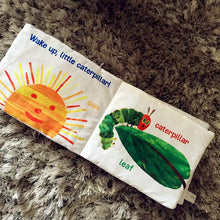 Wake up, little caterpillar!
sun
caterpillar
leaf